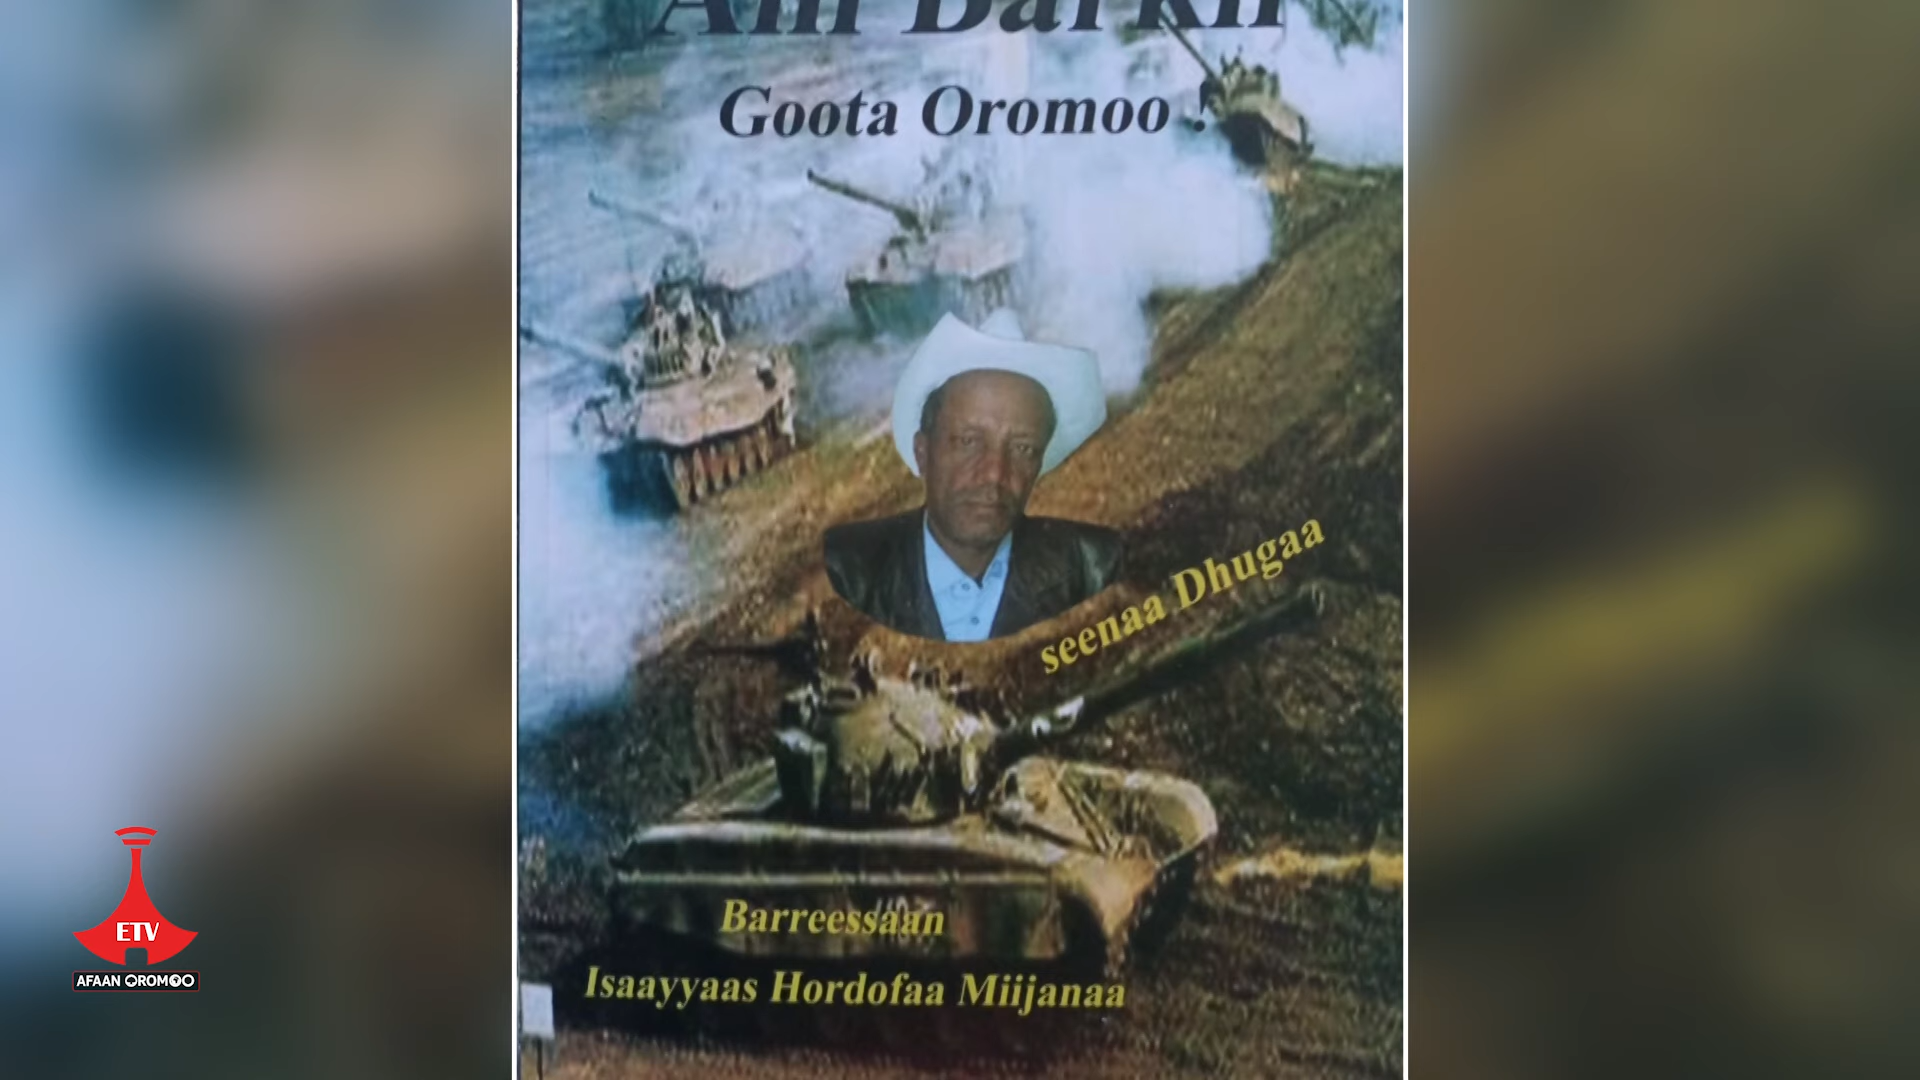 Goota Oromoo !
seenaa Dhugaa
Barreessaan
Isaayyaas Hordofaa Miijanaa
ETV
AFAAN OROMOO